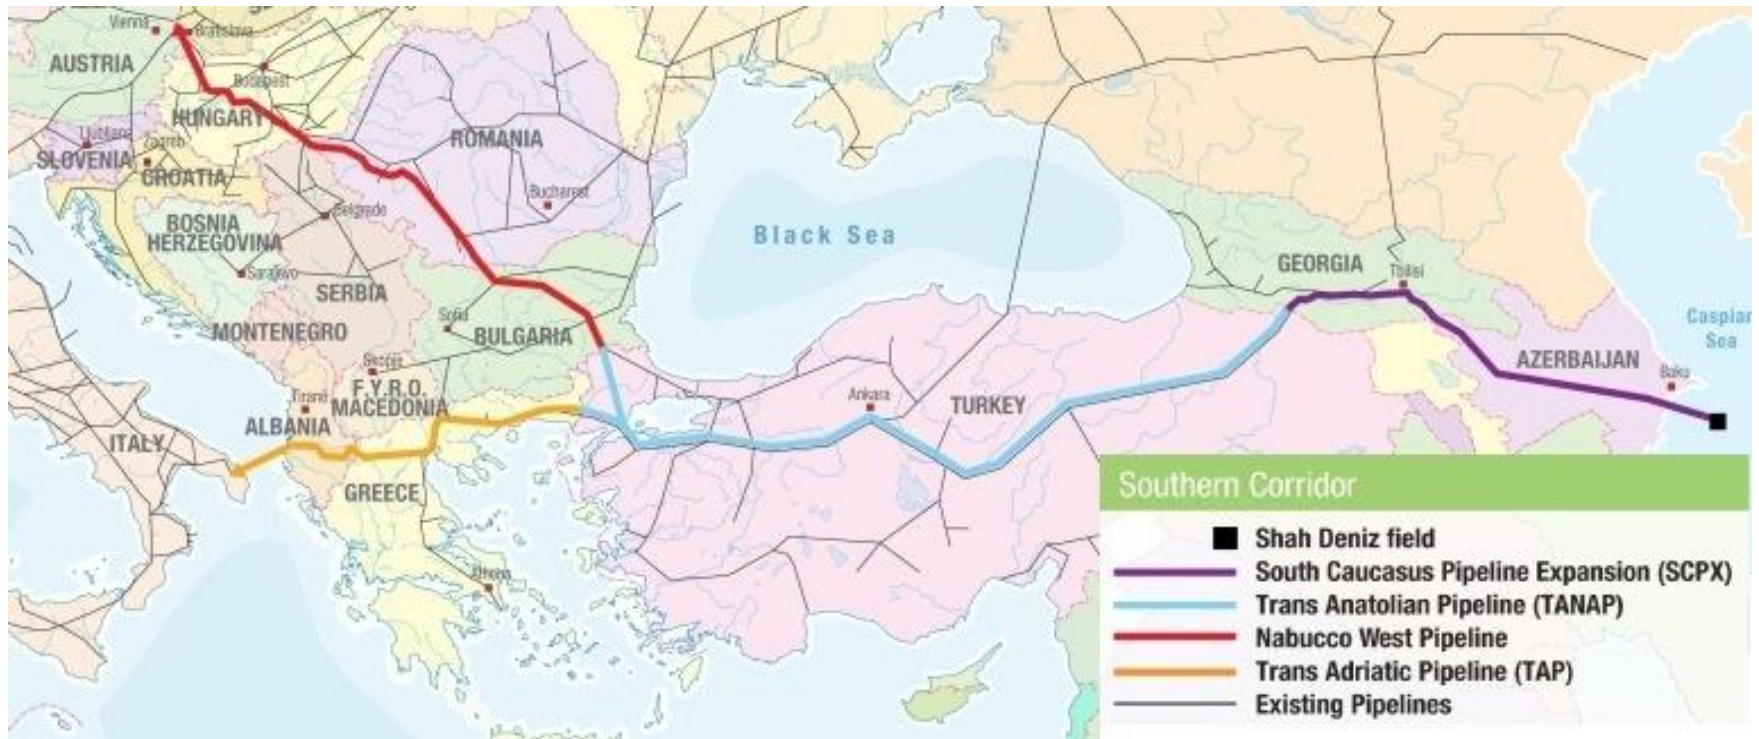 Vienna
Bratislava
AUSTRIA
Budapest
HUNGARY
Ljubljana
SLOVENIA
Zagreb
CROATIA
ROMANIA
Bucharest
Belgrade
BOSNIA
HERZEGOVINA
Sarajevo
SERBIA
MONTENEGRO
Sofia
BULGARIA
Skopje
F.Y.R.O.
MACEDONIA
Tirane
ALBANIA
ITALY
GREECE
Athens
Black Sea
Ankara
TURKEY
GEORGIA
Tbilisi
AZERBAIJAN
Baku
Caspian
Sea
Southern Corridor
Shah Deniz field
South Caucasus Pipeline Expansion (SCPX)
Trans Anatolian Pipeline (TANAP)
Nabucco West Pipeline
Trans Adriatic Pipeline (TAP)
Existing Pipelines